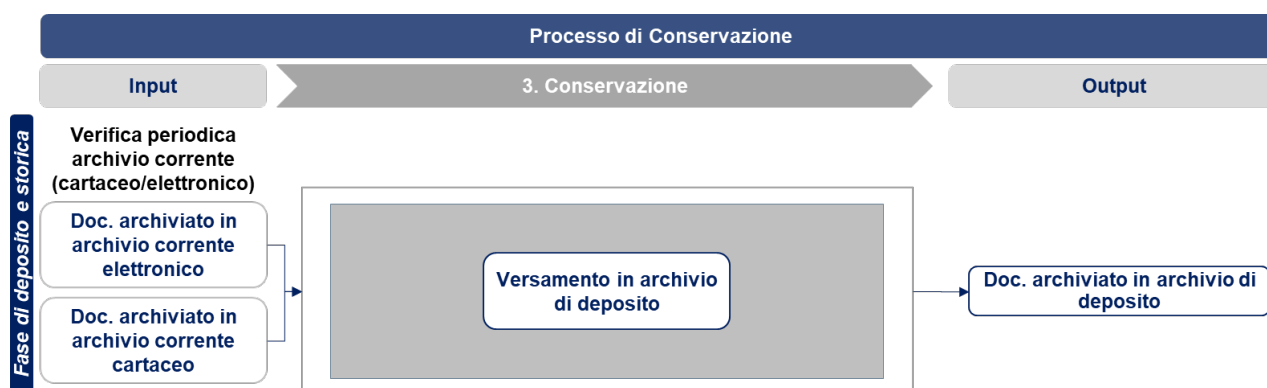 Processo di Conservazione
Input
3. Conservazione
Output
Fase di deposito e storica
Verifica periodica
archivio corrente
(cartaceo/elettronico)
Doc. archiviato in
archivio corrente
elettronico
Doc. archiviato in
archivio corrente
cartaceo
Versamento in archivio
di deposito
Doc. archiviato in archivio di
deposito